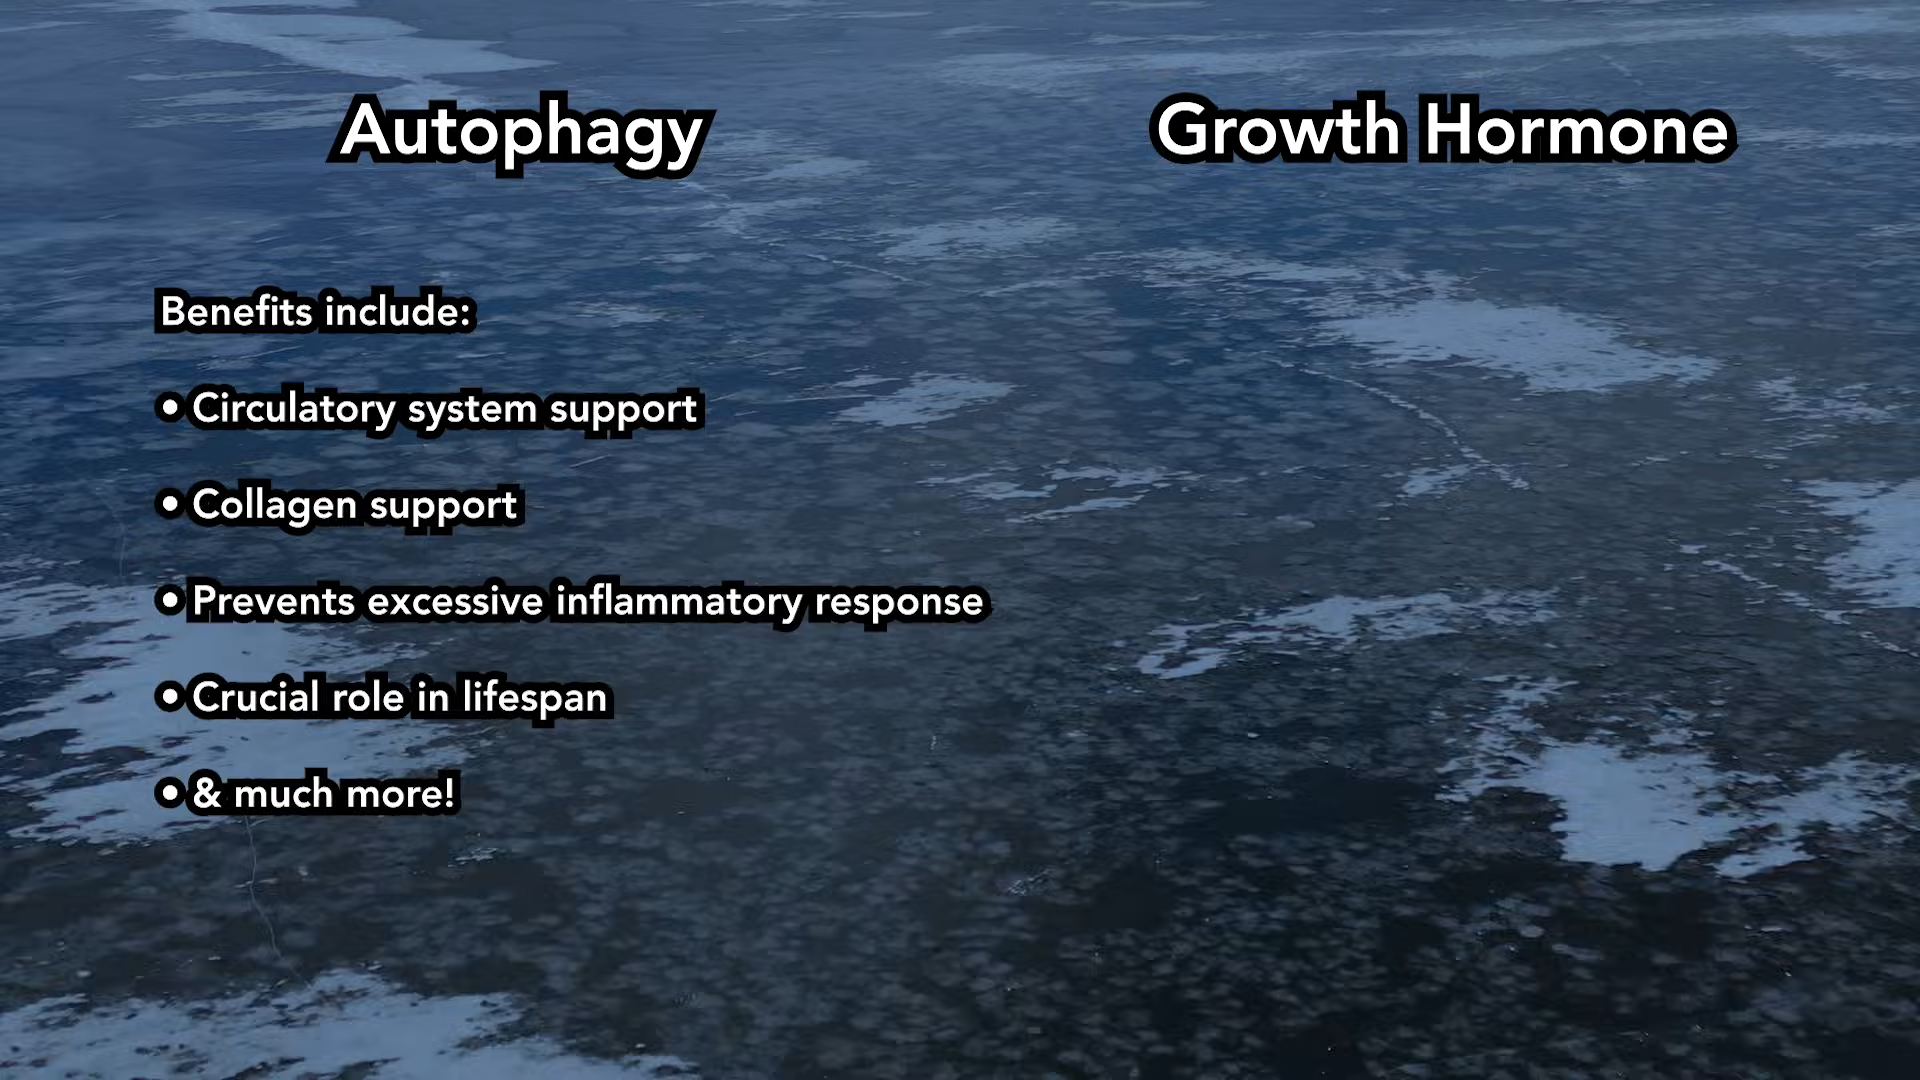 Autophagy
Growth Hormone
Benefits include:
• Circulatory system support
• Collagen support
• Prevents excessive inflammatory response
• Crucial role in lifespan
• & much more!